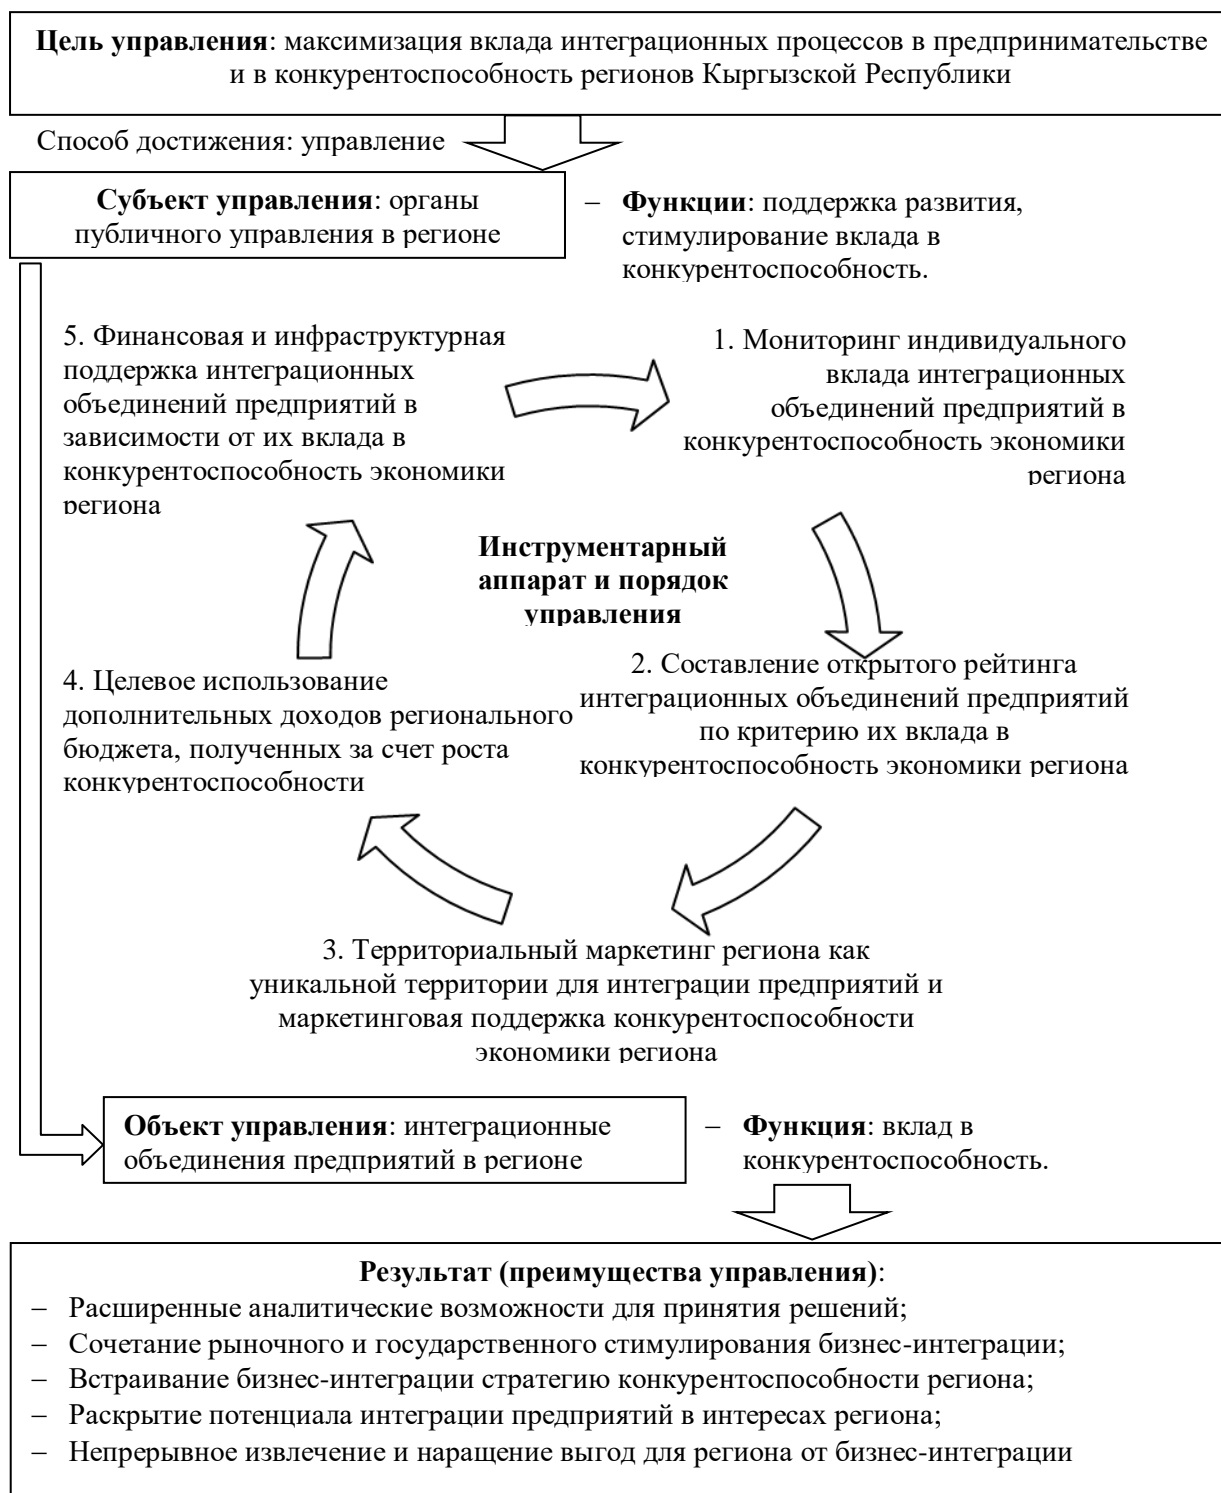 Цель управления: максимизация вклада интеграционных процессов в предпринимательстве
и в конкурентоспособность регионов Кыргызской Республики
Способ достижения: управление
Субъект управления: органы
публичного управления в регионе
– Функции: поддержка развития,
стимулирование вклада в
конкурентоспособность.
5. Финансовая и инфраструктурная
поддержка интеграционных
объединений предприятий в
зависимости от их вклада в
конкурентоспособность экономики
региона
1. Мониторинг индивидуального
вклада интеграционных
объединений предприятий в
конкурентоспособность экономики
региона
Инструментарный
аппарат и порядок
управления
4. Целевое использование
дополнительных доходов регионального
бюджета, полученных за счет роста
конкурентоспособности
2. Составление открытого рейтинга
интеграционных объединений предприятий
по критерию их вклада в
конкурентоспособность экономики региона
3. Территориальный маркетинг региона как
уникальной территории для интеграции предприятий и
маркетинговая поддержка конкурентоспособности
экономики региона
Объект управления: интеграционные
объединения предприятий в регионе
– Функция: вклад в
конкурентоспособность.
Результат (преимущества управления):
– Расширенные аналитические возможности для принятия решений;
– Сочетание рыночного и государственного стимулирования бизнес-интеграции;
– Встраивание бизнес-интеграции стратегию конкурентоспособности региона;
– Раскрытие потенциала интеграции предприятий в интересах региона;
– Непрерывное извлечение и наращение выгод для региона от бизнес-интеграции